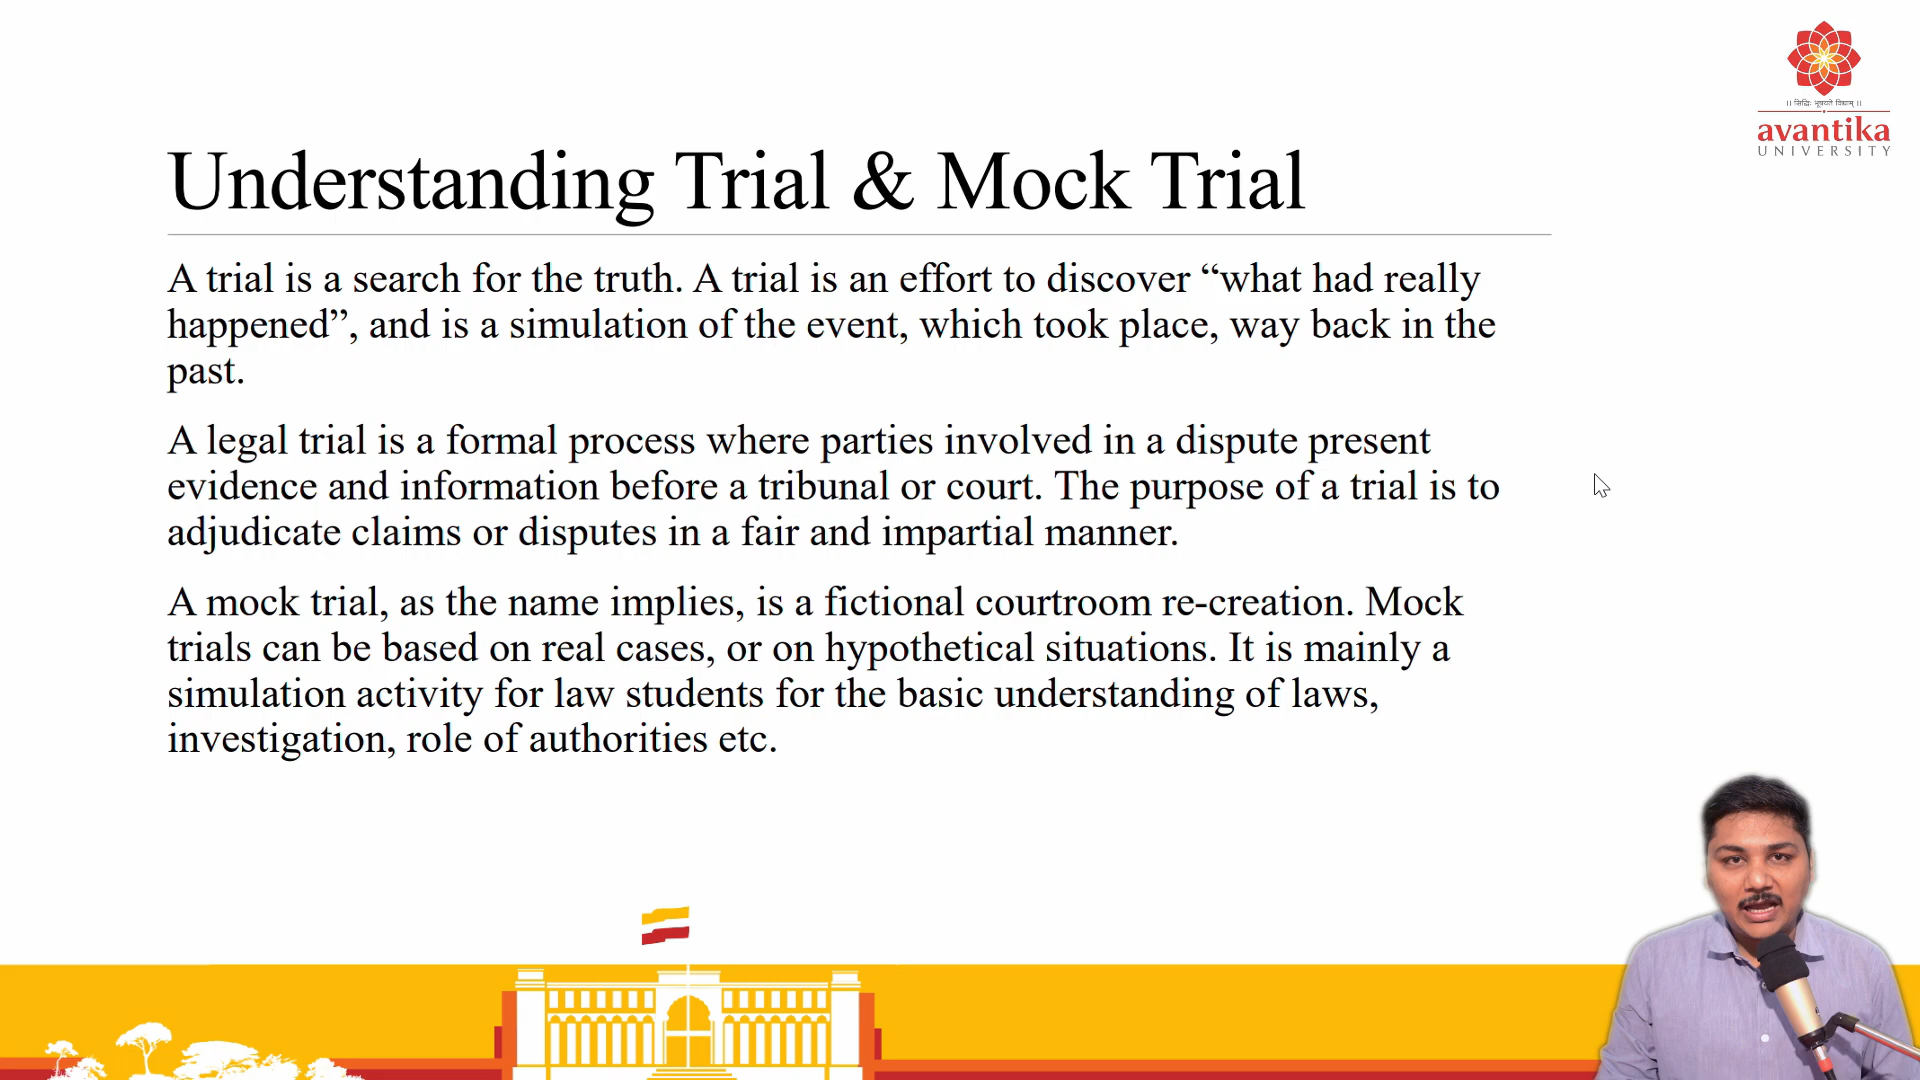 ।। सिद्धिः भूषयते विद्याम् ।।
avantika
UNIVERSITY
Understanding Trial & Mock Trial
A trial is a search for the truth. A trial is an effort to discover “what had really
happened”, and is a simulation of the event, which took place, way back in the
past.
A legal trial is a formal process where parties involved in a dispute present
evidence and information before a tribunal or court. The purpose of a trial is to
adjudicate claims or disputes in a fair and impartial manner.
A mock trial, as the name implies, is a fictional courtroom re-creation. Mock
trials can be based on real cases, or on hypothetical situations. It is mainly a
simulation activity for law students for the basic understanding of laws,
investigation, role of authorities etc.